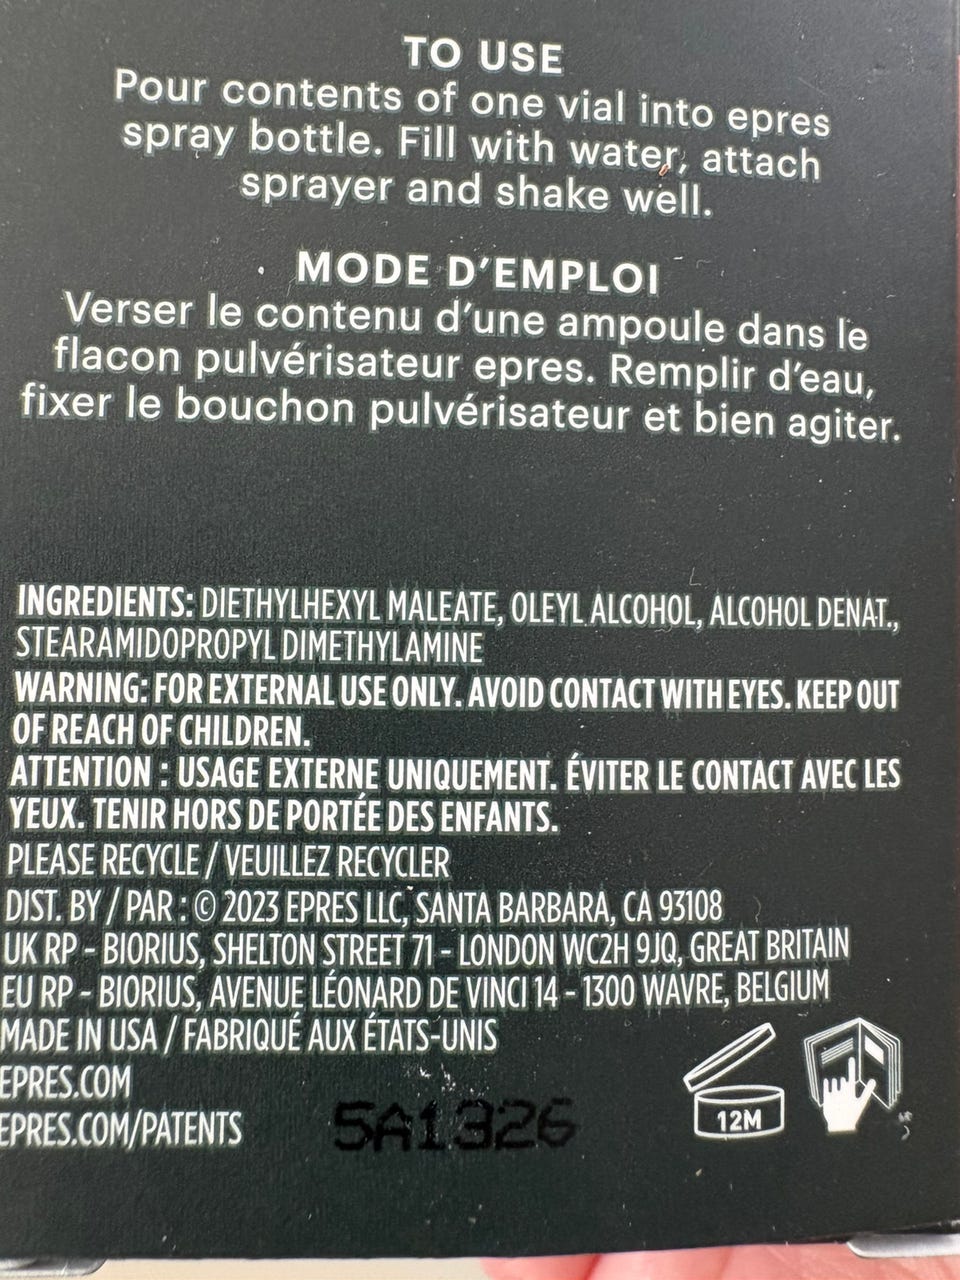 TO USE
Pour contents of one vial into epres
spray bottle. Fill with water, attach
sprayer and shake well.
MODE D'EMPLOI
Verser le contenu d'une ampoule dans le
flacon pulvérisateur epres. Remplir d'eau,
fixer le bouchon pulvérisateur et bien agiter.
INGREDIENTS: DIETHYLHEXYL MALEATE, OLEYL ALCOHOL, ALCOHOL DENAT.,
STEARAMIDOPROPYL DIMETHYLAMINE
WARNING: FOR EXTERNAL USE ONLY. AVOID CONTACT WITH EYES. KEEP OUT
OF REACH OF CHILDREN.
ATTENTION : USAGE EXTERNE UNIQUEMENT. ÉVITER LE CONTACT AVEC LES
YEUX. TENIR HORS DE PORTÉE DES ENFANTS.
PLEASE RECYCLE / VEUILLEZ RECYCLER
DIST. BY / PAR : © 2023 EPRES LLC, SANTA BARBARA, CA 93108
UK RP - BIORIUS, SHELTON STREET 71 - LONDON WC2H 9JQ, GREAT BRITAIN
EU RP - BIORIUS, AVENUE LÉONARD DE VINCI 14 - 1300 WAVRE, BELGIUM
MADE IN USA / FABRIQUÉ AUX ÉTATS-UNIS
EPRES.COM
EPRES.COM/PATENTS
5A1326
12M